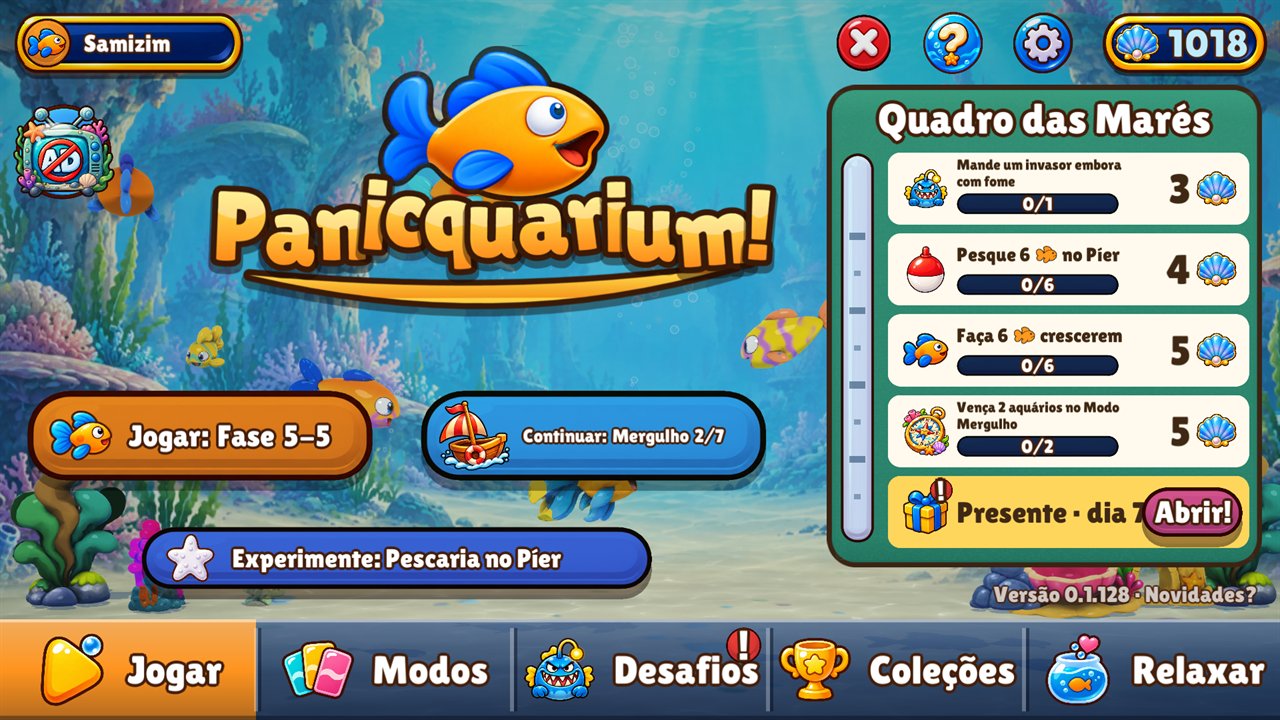 Samizim
1018
AD
Panicquarium!
Quadro das Marés
Mande um invasor embora
com fome
0/1
3
Pesque 6 no Píer
0/6
4
Faça 6 crescerem
0/6
5
Vença 2 aquários no Modo
Mergulho
0/2
5
Presente · dia 7
Abrir!
Jogar: Fase 5-5
Continuar: Mergulho 2/7
Experimente: Pescaria no Píer
Versão 0.1.128 · Novidades?
Jogar
Modos
Desafios
Coleções
Relaxar